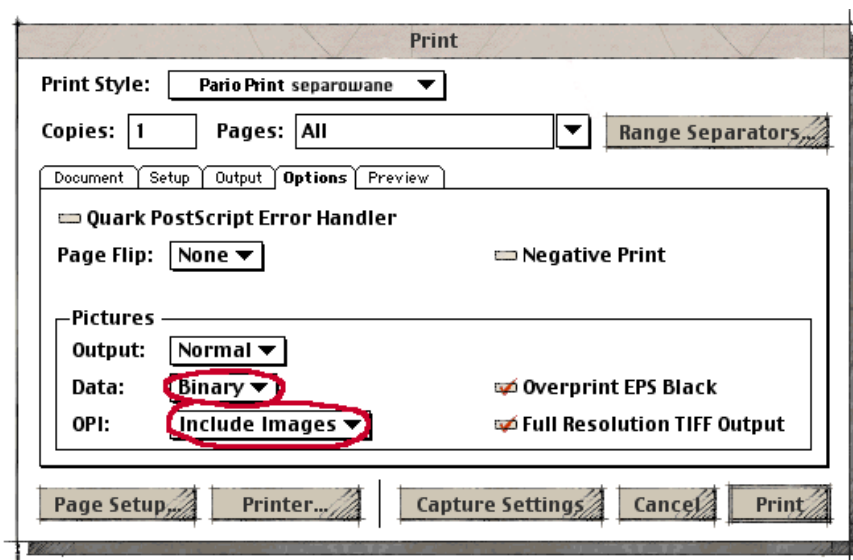 Print
Print Style: Pario Print separowane
Copies: 1 Pages: All Range Separators...
Document Setup Output Options Preview
Quark PostScript Error Handler
Page Flip: None Negative Print
Pictures
Output: Normal
Data: Binary Overprint EPS Black
OPI: Include Images Full Resolution TIFF Output
Page Setup... Printer... Capture Settings Cancel Print